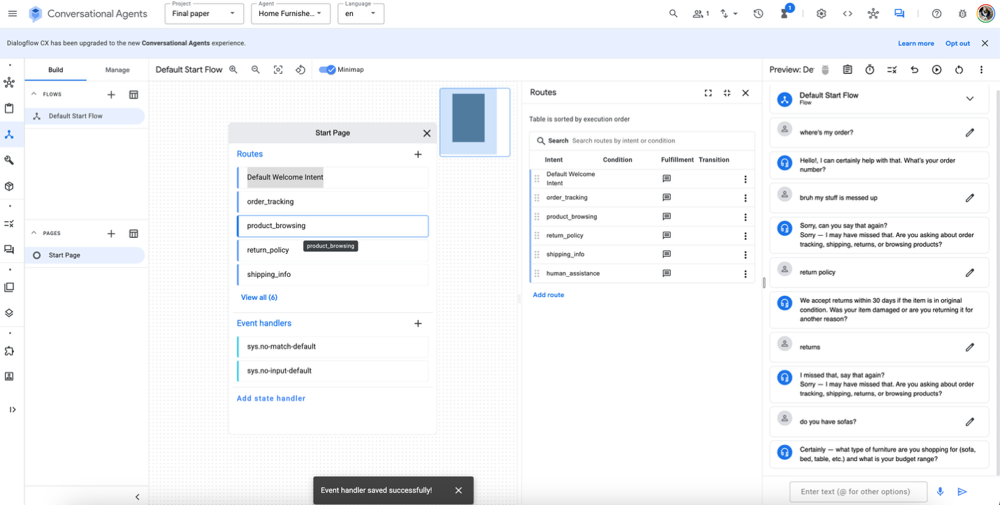 Conversational Agents
Project
Final paper
Agent
Home Furnishe...
Language
en
1
1
Dialogflow CX has been upgraded to the new Conversational Agents experience.
Learn more
Opt out
Build
Manage
FLOWS
Default Start Flow
PAGES
Start Page
Default Start Flow
Minimap
Start Page
Routes
Default Welcome Intent
order_tracking
product_browsing
product_browsing
return_policy
shipping_info
View all (6)
Event handlers
sys.no-match-default
sys.no-input-default
Add state handler
Event handler saved successfully!
Routes
Table is sorted by execution order
Search Search routes by intent or condition
Intent Condition Fulfillment Transition
Default Welcome
Intent
order_tracking
product_browsing
return_policy
shipping_info
human_assistance
Add route
Preview: De
Default Start Flow
Flow
where's my order?
Hello!, I can certainly help with that. What's your order
number?
bruh my stuff is messed up
Sorry, can you say that again?
Sorry — I may have missed that. Are you asking about order
tracking, shipping, returns, or browsing products?
return policy
We accept returns within 30 days if the item is in original
condition. Was your item damaged or are you returning it for
another reason?
returns
I missed that, say that again?
Sorry — I may have missed that. Are you asking about order
tracking, shipping, returns, or browsing products?
do you have sofas?
Certainly — what type of furniture are you shopping for (sofa,
bed, table, etc.) and what is your budget range?
Enter text (@ for other options)